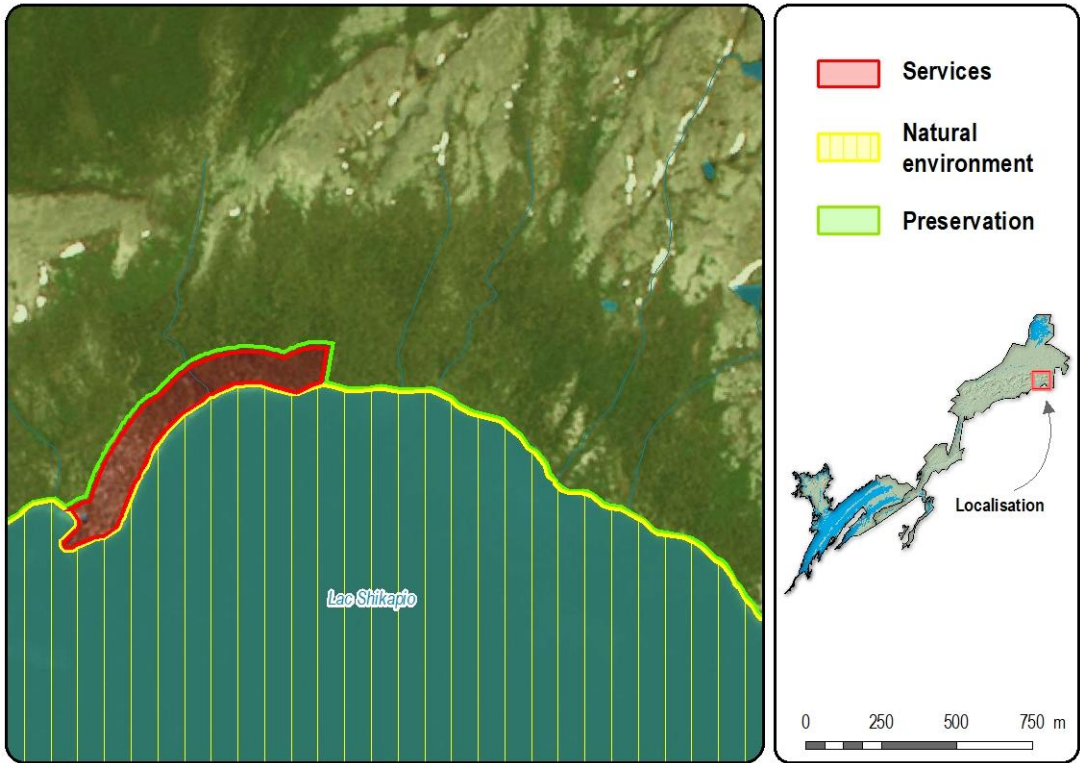 Lac Shikapio
Services
Natural
environment
Preservation
Localisation
0 250 500 750 m